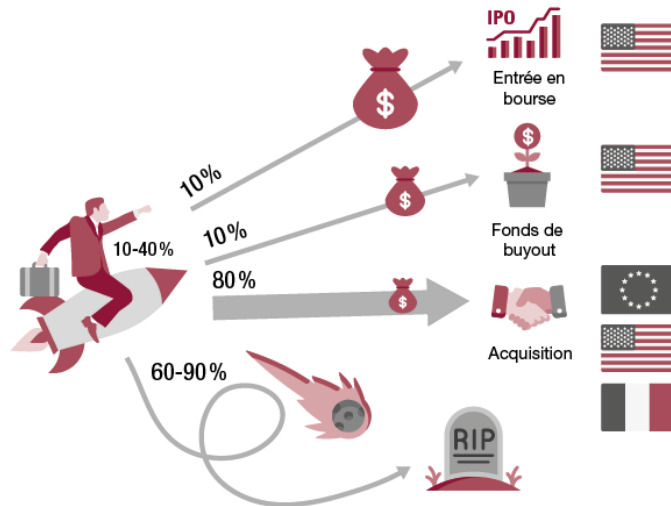 IPO
$
Entrée en
bourse
10%
$
$
10%
Fonds de
buyout
10-40%
80%
$
Acquisition
60-90%
RIP